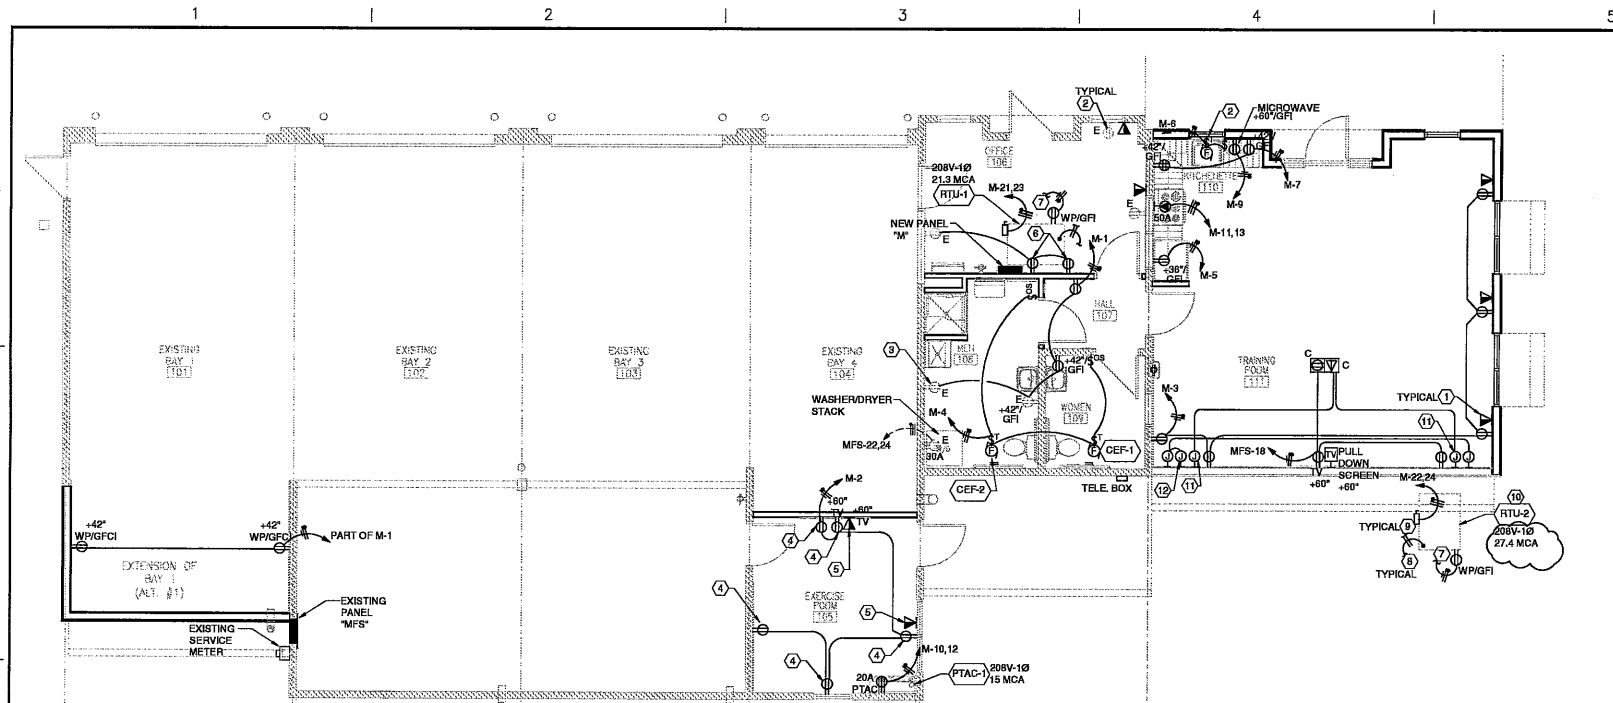 1
2
3
4
5
TYPICAL
2
E
M-6
2
MICROWAVE
+60"/GFI
+42"/
GFI
F
OFFICE
106
KITCHENETTE
110
M-7
M-9
208V-1Ø
21.3 MCA
RTU-1
M-21,23
7
WP/GFI
E
50A
M-11,13
NEW PANEL
"M"
E
6
M-1
+36"/
GFI
M-5
OS
HALL
107
EXISTING
BAY 1
101
EXISTING
BAY 2
102
EXISTING
BAY 3
103
EXISTING
BAY 4
104
3
E
MEN
108
+42"/
GFI
OS
E
+42"/
GFI
WOMEN
109
TRAINING
ROOM
111
C
C
TYPICAL
1
M-3
WASHER/DRYER
STACK
M-4
MFS-22,24
E
30A
T
F
T
F
CEF-1
CEF-2
TELE. BOX
J
J
J
12
11
MFS-18
TV
TV
+60"
PULL
DOWN
SCREEN
+60"
11
J
J
M-22,24
10
RTU-2
208V-1Ø
27.4 MCA
TYPICAL
9
8
TYPICAL
7
WP/GFI
M-2
+60"
TV
+60"
TV
4
4
5
+42"
WP/GFCI
+42"
WP/GFCI
PART OF M-1
EXTENSION OF
BAY 1
(ALT. #1)
EXISTING
PANEL
"MFS"
EXISTING
SERVICE
METER
4
EXERCISE
ROOM
105
5
4
4
M-10,12
20A
PTAC
PTAC-1
208V-1Ø
15 MCA